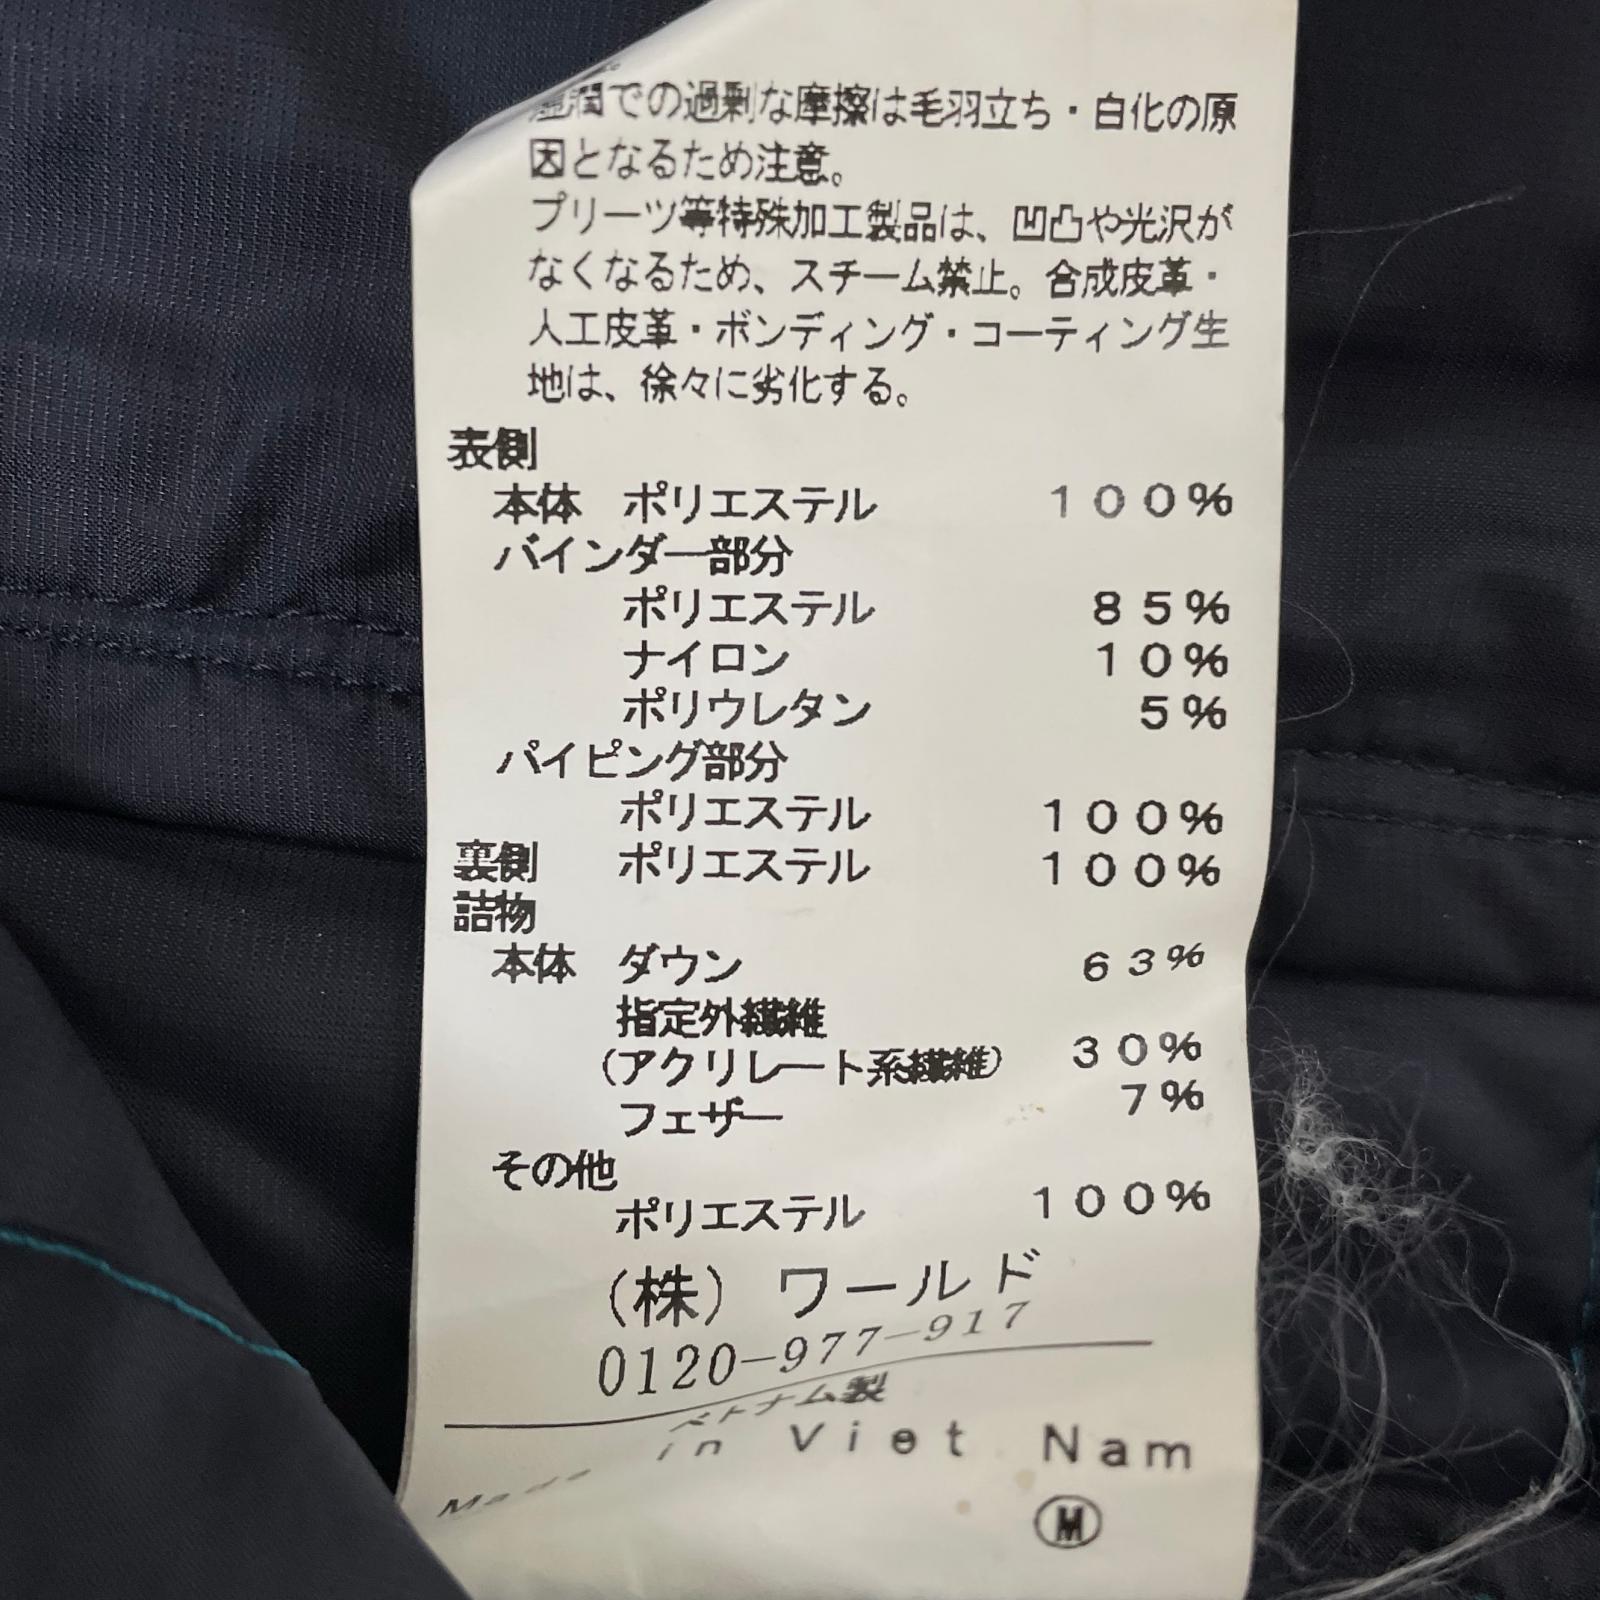 湿潤での過剰な摩擦は毛羽立ち・白化の原
因となるため注意。
プリーツ等特殊加工製品は、凹凸や光沢が
なくなるため、スチーム禁止。合成皮革・
人工皮革・ボンディング・コーティング生
地は、徐々に劣化する。
表側
本体 ポリエステル 100%
バインダー部分
ポリエステル 85%
ナイロン 10%
ポリウレタン 5%
パイピング部分
ポリエステル 100%
裏側 ポリエステル 100%
詰物
本体 ダウン 63%
指定外繊維
(アクリレート系繊維) 30%
フェザー 7%
その他
ポリエステル 100%
(株) ワールド
0120-977-917
ベトナム製
Made in Viet Nam
M